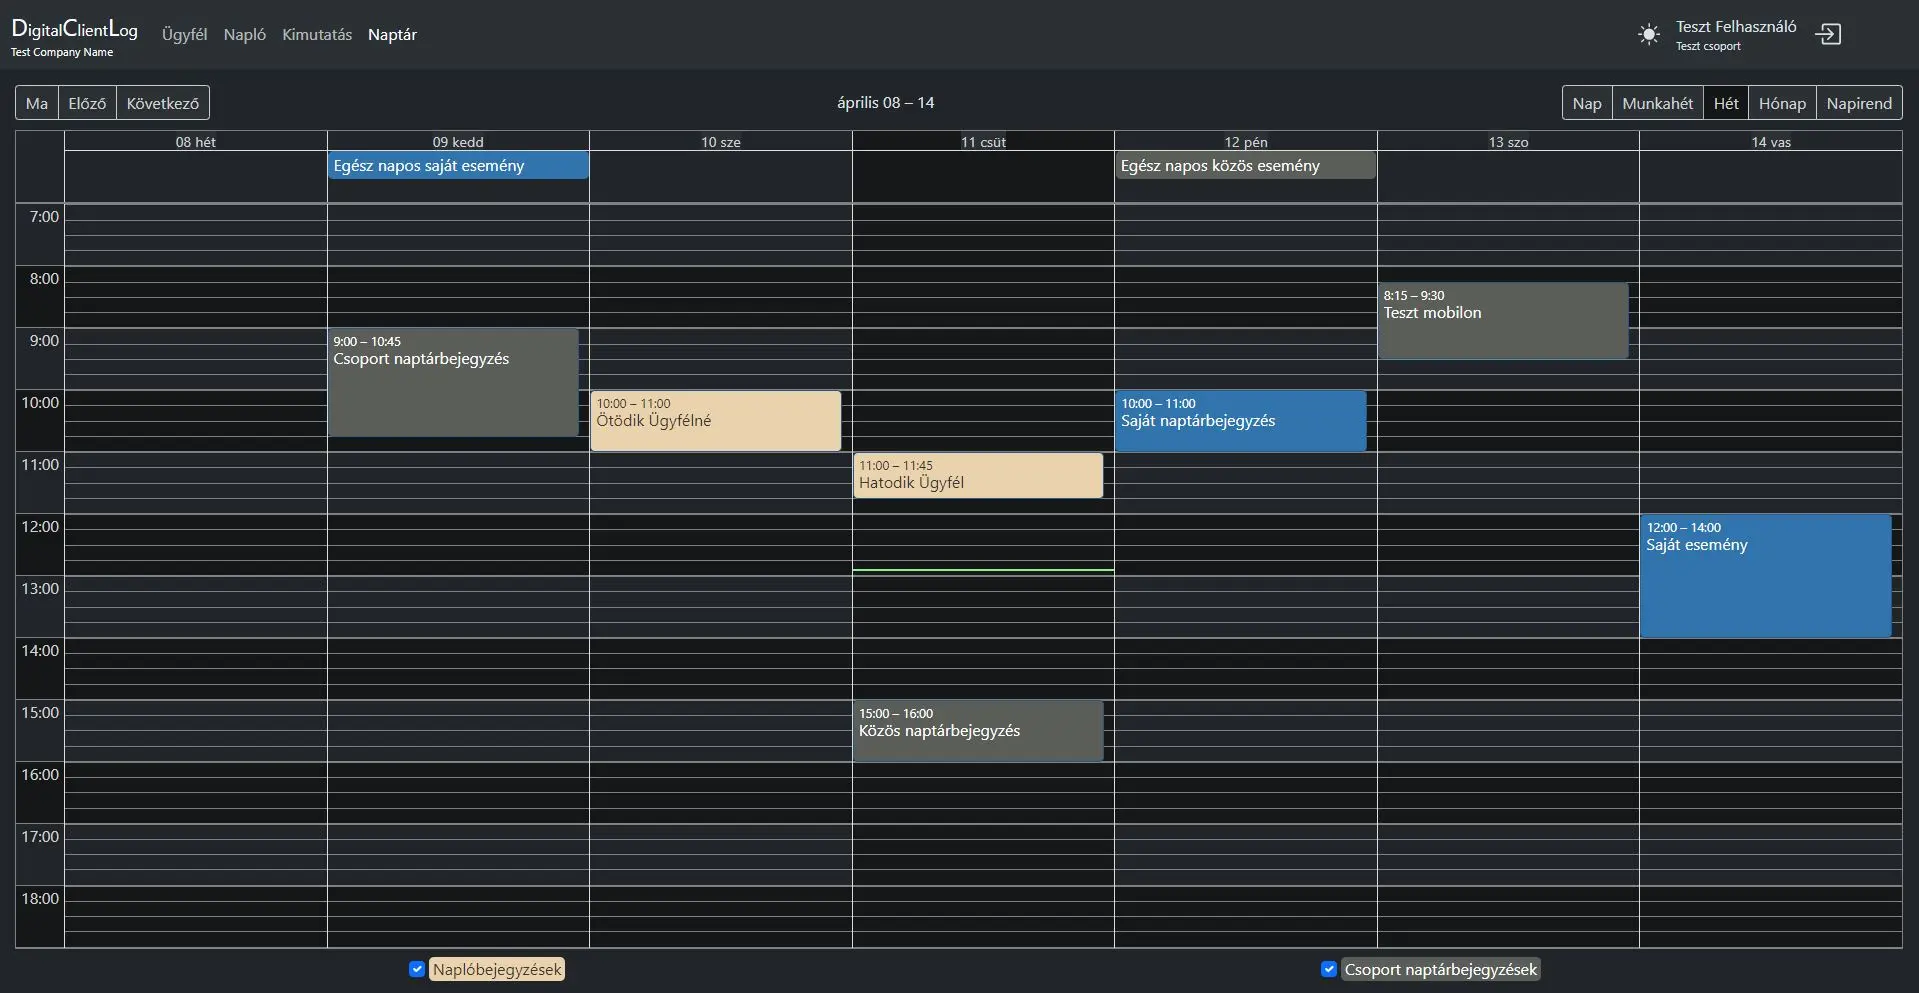 DigitalClientLog
Test Company Name
Ügyfél Napló Kimutatás Naptár
Teszt Felhasználó
Teszt csoport
Ma Előző Következő
április 08 – 14
Nap Munkahét Hét Hónap Napirend
08 hét 09 kedd 10 sze 11 csüt 12 pén 13 szo 14 vas
Egész napos saját esemény Egész napos közös esemény
7:00
8:00
8:15 – 9:30
Teszt mobilon
9:00
9:00 – 10:45
Csoport naptárbejegyzés
10:00
10:00 – 11:00
Ötödik Ügyfélné
10:00 – 11:00
Saját naptárbejegyzés
11:00
11:00 – 11:45
Hatodik Ügyfél
12:00
12:00 – 14:00
Saját esemény
13:00
14:00
15:00
15:00 – 16:00
Közös naptárbejegyzés
16:00
17:00
18:00
Naplóbejegyzések Csoport naptárbejegyzések